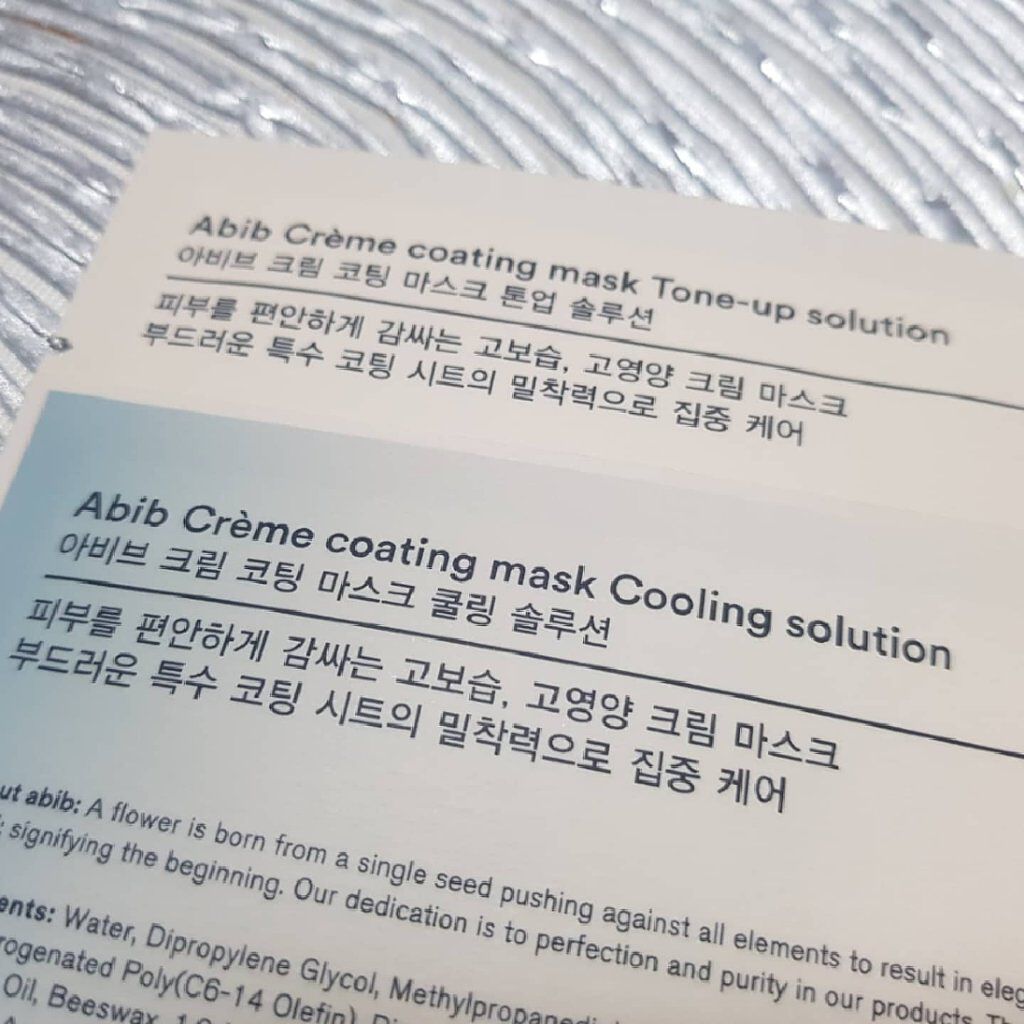 Abib Crème coating mask Tone-up solution
아비브 크림 코팅 마스크 톤업 솔루션
피부를 편안하게 감싸는 고보습, 고영양 크림 마스크
부드러운 특수 코팅 시트의 밀착력으로 집중 케어
Abib Crème coating mask Cooling solution
아비브 크림 코팅 마스크 쿨링 솔루션
피부를 편안하게 감싸는 고보습, 고영양 크림 마스크
부드러운 특수 코팅 시트의 밀착력으로 집중 케어
abib: A flower is born from a single seed pushing against all elements to result in
signifying the beginning. Our dedication is to perfection and purity in our products.
Water, Dipropylene Glycol,
Poly(C6-14 Olefin),
Oil, Beeswax,